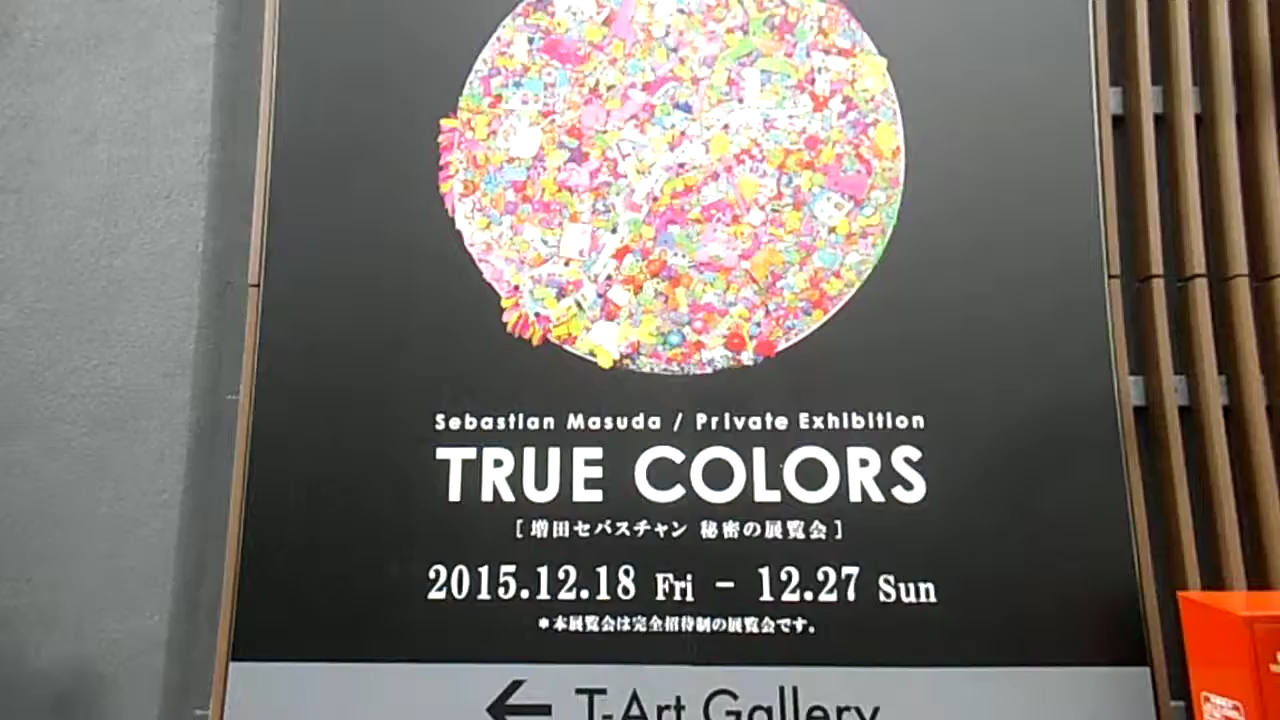 Sebastian Masuda / Private Exhibition
TRUE COLORS
[ 増田セバスチャン 秘密の展覧会 ]
2015.12.18 Fri - 12.27 Sun
*本展覧会は完全招待制の展覧会です。
← T-Art Gallery